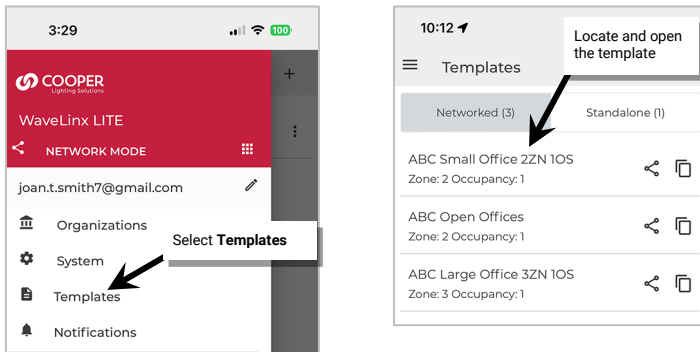 3:29
100
COOPER
Lighting Solutions
WaveLinx LITE
NETWORK MODE
joan.t.smith7@gmail.com
Organizations
System
Select Templates
Templates
Notifications
10:12
Locate and open
the template
Templates
Networked (3)
Standalone (1)
ABC Small Office 2ZN 1OS
Zone: 2 Occupancy: 1
ABC Open Offices
Zone: 2 Occupancy: 1
ABC Large Office 3ZN 1OS
Zone: 3 Occupancy: 1